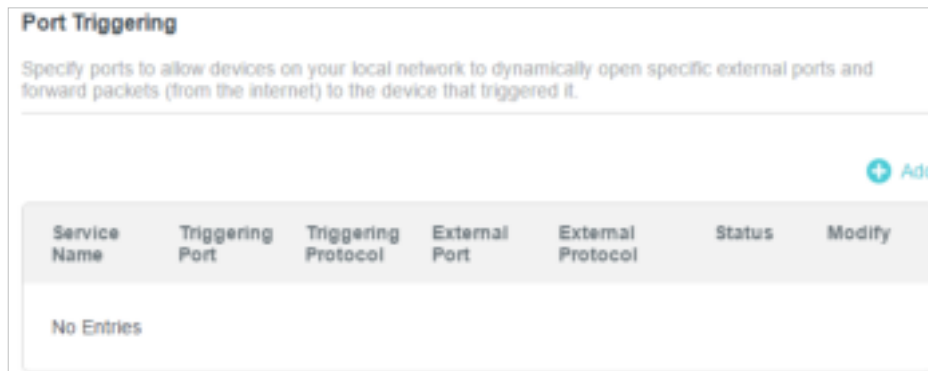 Port Triggering
Specify ports to allow devices on your local network to dynamically open specific external ports and
forward packets (from the internet) to the device that triggered it.
Add
Service Name Triggering Port Triggering Protocol External Port External Protocol Status Modify
No Entries